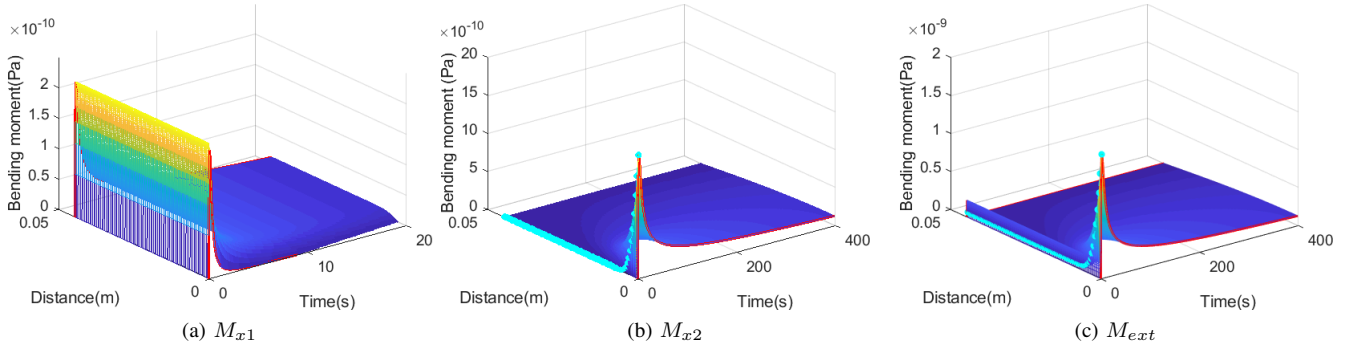 ×10⁻¹⁰
Bending moment(Pa)
2
1.5
1
0.5
0
0.05
Distance(m)
0
0
10
20
Time(s)
(a) M_{x1}
×10⁻¹⁰
Bending moment (Pa)
20
15
10
5
0
0.05
Distance(m)
0
0
200
400
Time(s)
(b) M_{x2}
×10⁻⁹
Bending moment(Pa)
2
1.5
1
0.5
0
0.05
Distance(m)
0
0
200
400
Time(s)
(c) M_{ext}